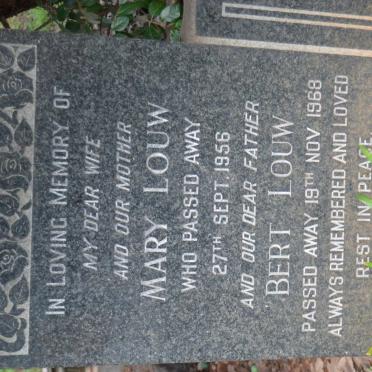 IN LOVING MEMORY OF
MY DEAR WIFE
AND OUR MOTHER
MARY LOUW
WHO PASSED AWAY
27TH SEPT 1956
AND OUR DEAR FATHER
BERT LOUW
PASSED AWAY 19TH NOV 1968
ALWAYS REMEMBERED AND LOVED
REST IN PEACE